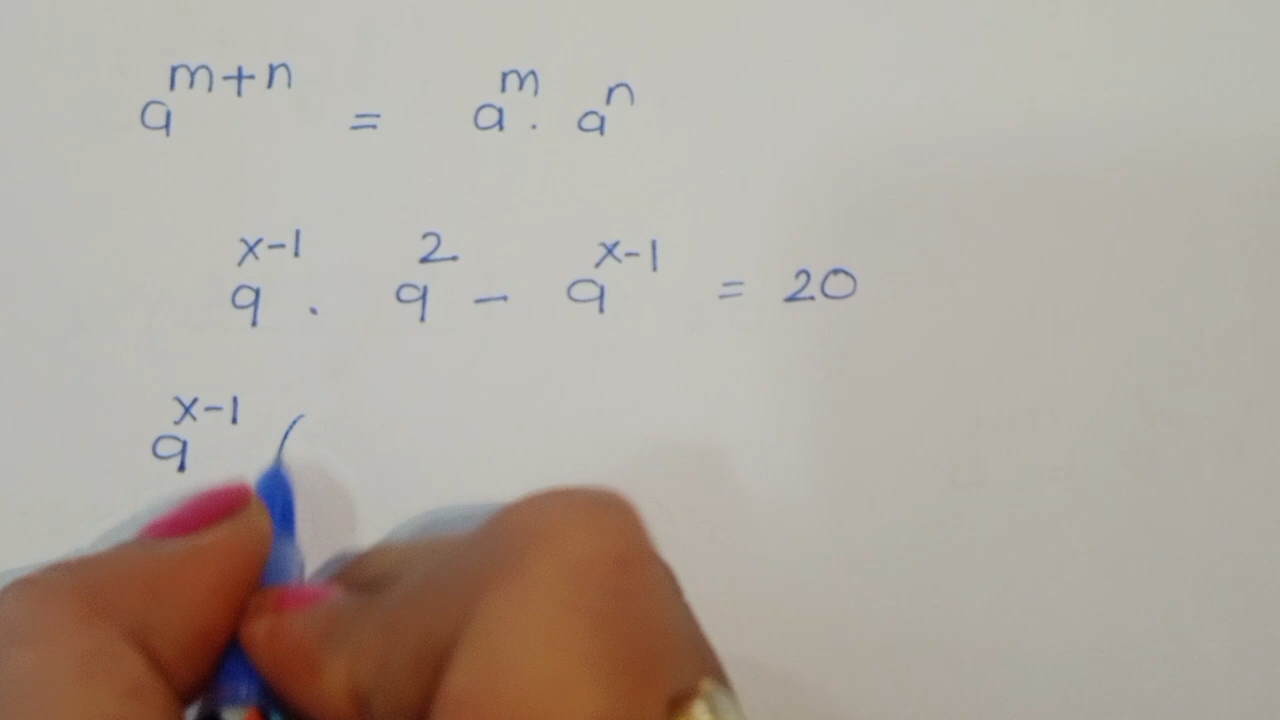 a^{m+n} = a^m . a^n
9^{x-1} . 9^2 - 9^{x-1} = 20
9^{x-1} (